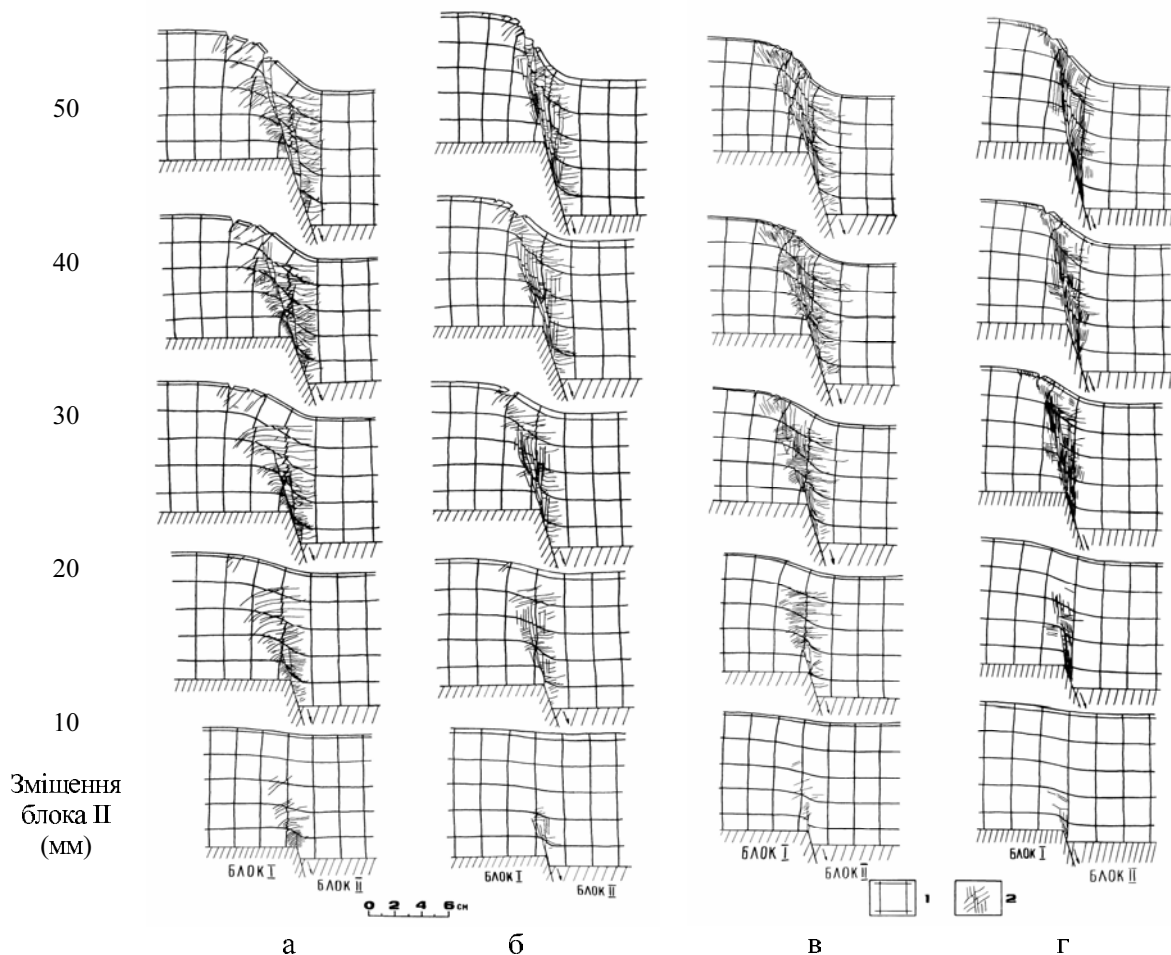 50
40
30
20
10
Зміщення
блока II
(мм)
БЛОК I
БЛОК II
БЛОК I
БЛОК II
БЛОК I
БЛОК II
БЛОК I
БЛОК II
0 2 4 6 см
1
2
а
б
в
г